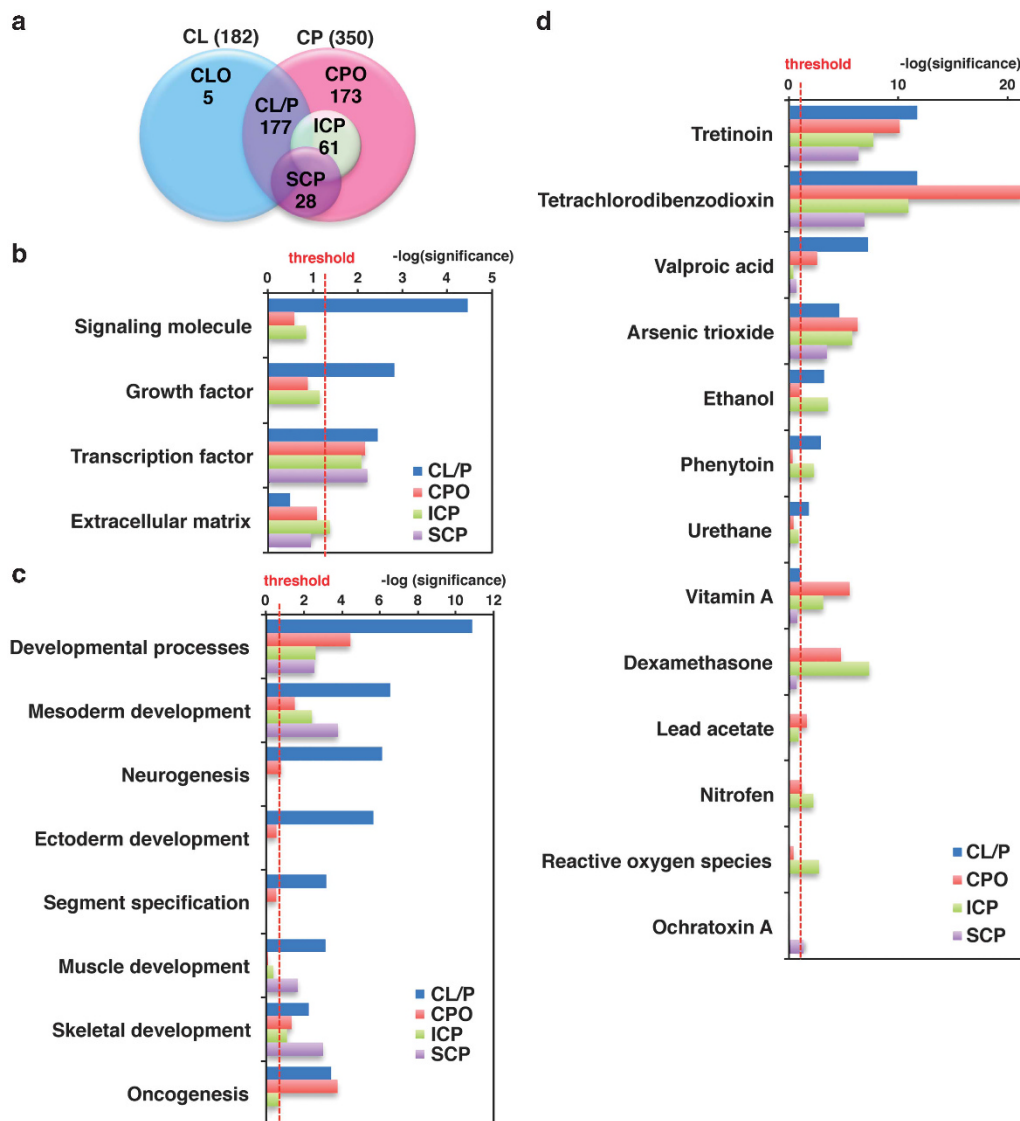 a
CL (182) CP (350)
CLO
5
CPO
173
CL/P
177
ICP
61
SCP
28
b
threshold -log(significance)
0 1 2 3 4 5
Signaling molecule
Growth factor
Transcription factor
Extracellular matrix
CL/P
CPO
ICP
SCP
c
threshold -log (significance)
0 2 4 6 8 10 12
Developmental processes
Mesoderm development
Neurogenesis
Ectoderm development
Segment specification
Muscle development
Skeletal development
Oncogenesis
CL/P
CPO
ICP
SCP
d
threshold -log(significance)
0 10 20
Tretinoin
Tetrachlorodibenzodioxin
Valproic acid
Arsenic trioxide
Ethanol
Phenytoin
Urethane
Vitamin A
Dexamethasone
Lead acetate
Nitrofen
Reactive oxygen species
Ochratoxin A
CL/P
CPO
ICP
SCP